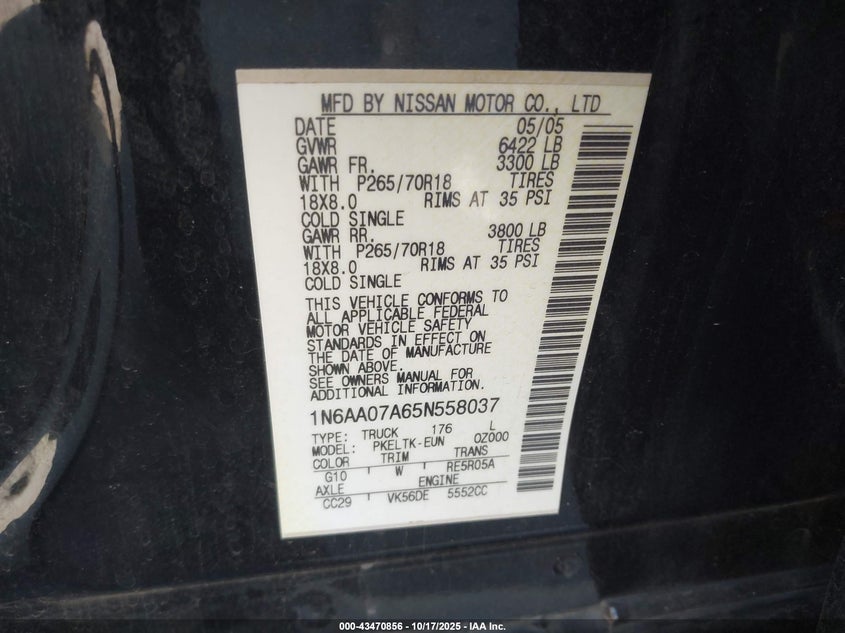 MFD BY NISSAN MOTOR CO., LTD
DATE 05/05
GVWR 6422 LB
GAWR FR. 3300 LB
WITH P265/70R18 TIRES
18X8.0 RIMS AT 35 PSI
COLD SINGLE
GAWR RR. 3800 LB
WITH P265/70R18 TIRES
18X8.0 RIMS AT 35 PSI
COLD SINGLE
THIS VEHICLE CONFORMS TO
ALL APPLICABLE FEDERAL
MOTOR VEHICLE SAFETY
STANDARDS IN EFFECT ON
THE DATE OF MANUFACTURE
SHOWN ABOVE.
SEE OWNERS MANUAL FOR
ADDITIONAL INFORMATION.
1N6AA07A65N558037
TYPE: TRUCK 176 L
MODEL: PKELTK-EUN 0Z000
COLOR TRIM TRANS
G10 W RE5R05A
AXLE ENGINE
CC29 VK56DE 5552CC
000-43470856 - 10/17/2025 - IAA Inc.